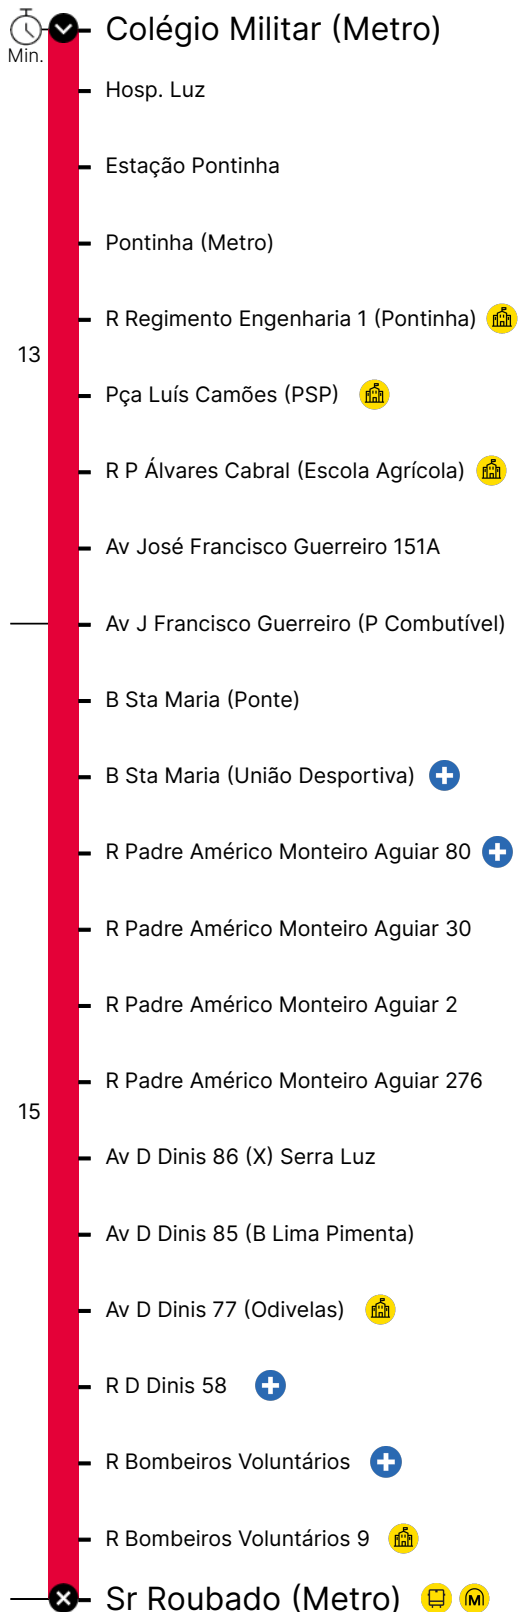 Colégio Militar (Metro)
Min.
Hosp. Luz
Estação Pontinha
Pontinha (Metro)
R Regimento Engenharia 1 (Pontinha)
13
Pça Luís Camões (PSP)
R P Álvares Cabral (Escola Agrícola)
Av José Francisco Guerreiro 151A
Av J Francisco Guerreiro (P Combutível)
B Sta Maria (Ponte)
B Sta Maria (União Desportiva)
R Padre Américo Monteiro Aguiar 80
R Padre Américo Monteiro Aguiar 30
R Padre Américo Monteiro Aguiar 2
R Padre Américo Monteiro Aguiar 276
15
Av D Dinis 86 (X) Serra Luz
Av D Dinis 85 (B Lima Pimenta)
Av D Dinis 77 (Odivelas)
R D Dinis 58
R Bombeiros Voluntários
R Bombeiros Voluntários 9
Sr Roubado (Metro) M